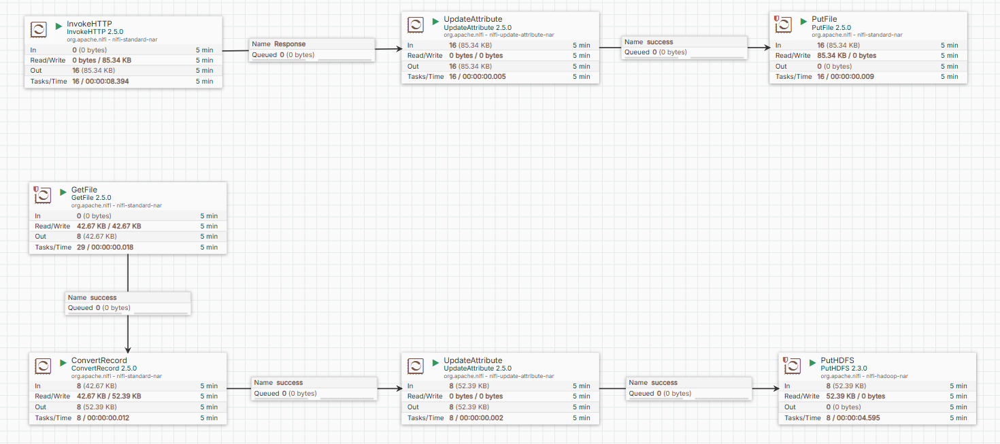 InvokeHTTP
InvokeHTTP 2.5.0
org.apache.nifi - nifi-standard-nar
In 0 (0 bytes) 5 min
Read/Write 0 bytes / 85.34 KB 5 min
Out 16 (85.34 KB) 5 min
Tasks/Time 16 / 00:00:08.394 5 min
Name Response
Queued 0 (0 bytes)
UpdateAttribute
UpdateAttribute 2.5.0
org.apache.nifi - nifi-update-attribute-nar
In 16 (85.34 KB) 5 min
Read/Write 0 bytes / 0 bytes 5 min
Out 16 (85.34 KB) 5 min
Tasks/Time 16 / 00:00:00.005 5 min
Name success
Queued 0 (0 bytes)
PutFile
PutFile 2.5.0
org.apache.nifi - nifi-standard-nar
In 16 (85.34 KB) 5 min
Read/Write 85.34 KB / 0 bytes 5 min
Out 0 (0 bytes) 5 min
Tasks/Time 16 / 00:00:00.009 5 min
GetFile
GetFile 2.5.0
org.apache.nifi - nifi-standard-nar
In 0 (0 bytes) 5 min
Read/Write 42.67 KB / 42.67 KB 5 min
Out 8 (42.67 KB) 5 min
Tasks/Time 29 / 00:00:00.018 5 min
Name success
Queued 0 (0 bytes)
ConvertRecord
ConvertRecord 2.5.0
org.apache.nifi - nifi-standard-nar
In 8 (42.67 KB) 5 min
Read/Write 42.67 KB / 52.39 KB 5 min
Out 8 (52.39 KB) 5 min
Tasks/Time 8 / 00:00:00.012 5 min
Name success
Queued 0 (0 bytes)
UpdateAttribute
UpdateAttribute 2.5.0
org.apache.nifi - nifi-update-attribute-nar
In 8 (52.39 KB) 5 min
Read/Write 0 bytes / 0 bytes 5 min
Out 8 (52.39 KB) 5 min
Tasks/Time 8 / 00:00:00.002 5 min
Name success
Queued 0 (0 bytes)
PutHDFS
PutHDFS 2.3.0
org.apache.nifi - nifi-hadoop-nar
In 8 (52.39 KB) 5 min
Read/Write 52.39 KB / 0 bytes 5 min
Out 0 (0 bytes) 5 min
Tasks/Time 8 / 00:00:04.595 5 min